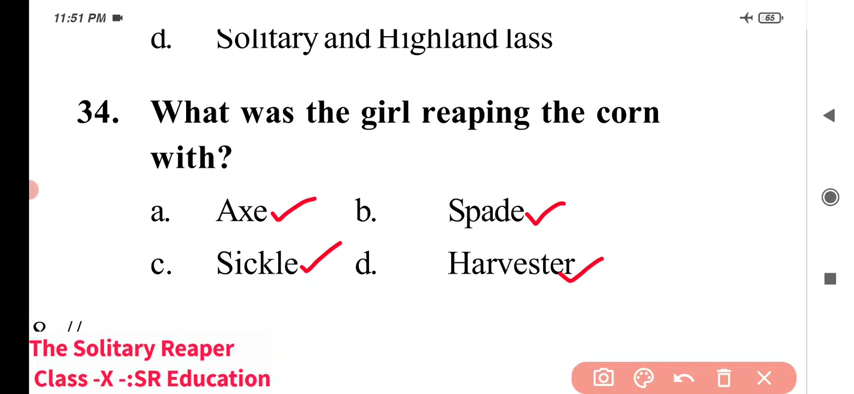 11:51 PM
65
d. Solitary and Highland lass
34. What was the girl reaping the corn
with?
a. Axe b. Spade
c. Sickle d. Harvester
The Solitary Reaper
Class -X -:SR Education